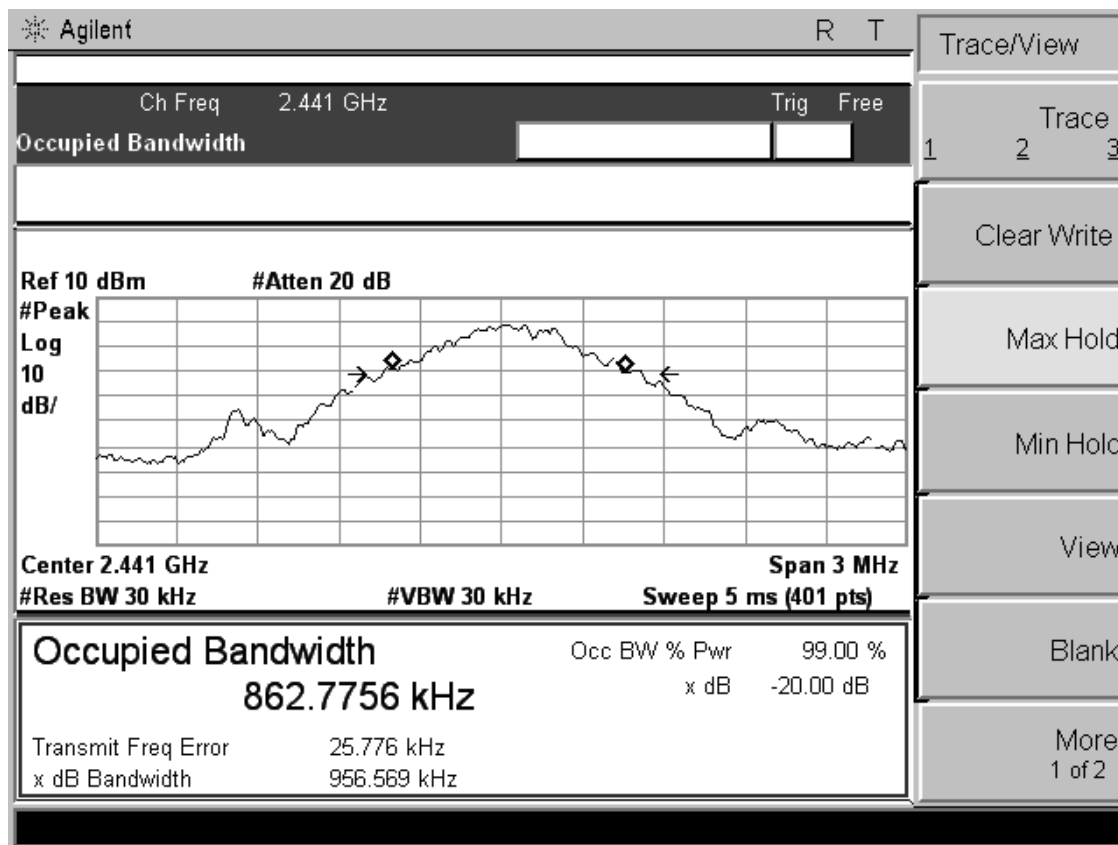 Agilent R T
Ch Freq 2.441 GHz Trig Free
Occupied Bandwidth
Ref 10 dBm #Atten 20 dB
#Peak
Log
10
dB/
Center 2.441 GHz Span 3 MHz
#Res BW 30 kHz #VBW 30 kHz Sweep 5 ms (401 pts)
Occupied Bandwidth
862.7756 kHz
Occ BW % Pwr 99.00 %
x dB -20.00 dB
Transmit Freq Error 25.776 kHz
x dB Bandwidth 956.569 kHz
Trace/View
Trace
1 2 3
Clear Write
Max Hold
Min Hold
View
Blank
More
1 of 2